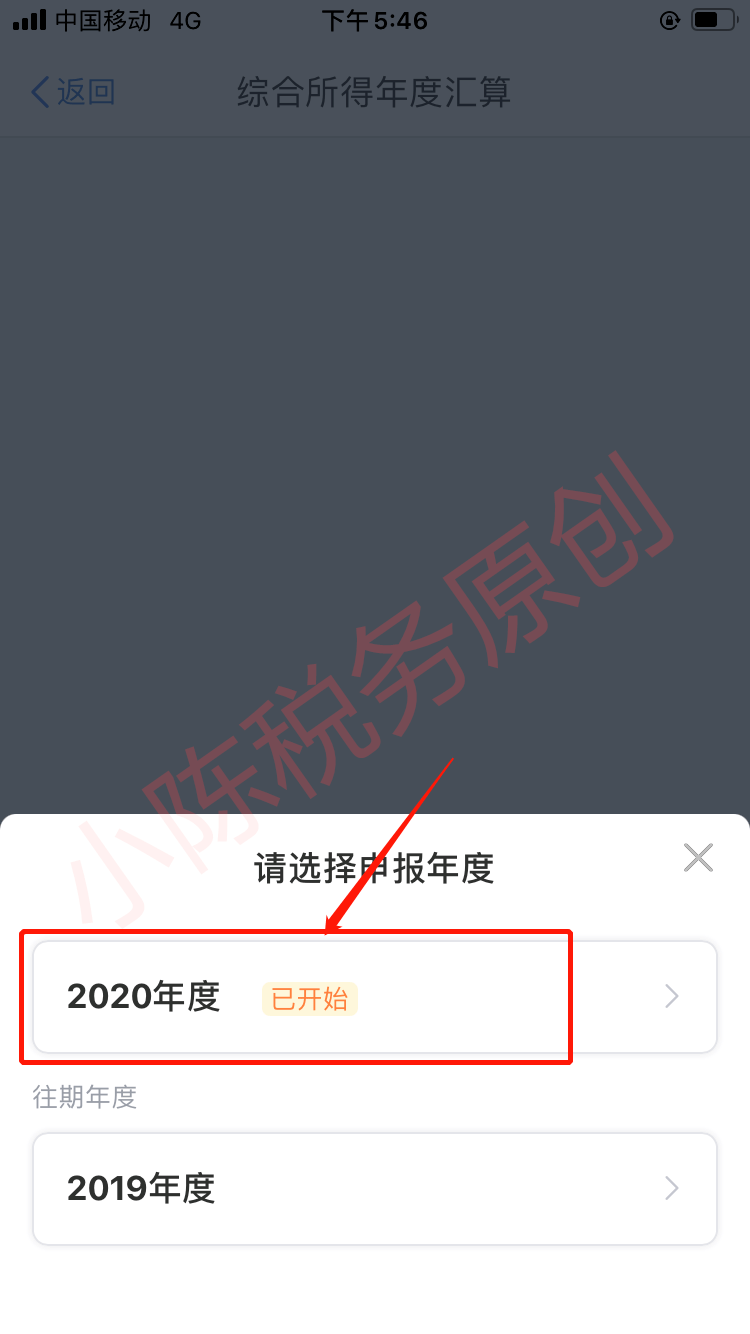 中国移动 4G 下午5:46
返回 综合所得年度汇算
小陈税务原创
请选择申报年度
2020年度 已开始
往期年度
2019年度